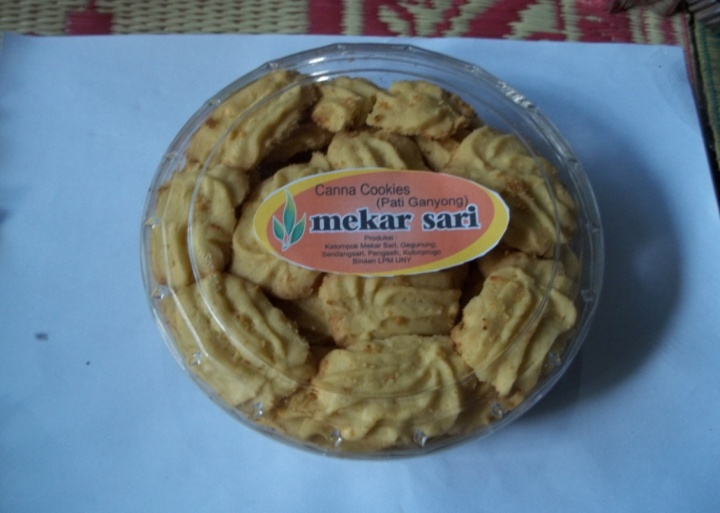 Canna Cookies
(Pati Ganyong)
mekar sari
Produksi :
Kelompok Mekar Sari, Gegunung,
Sendangsari, Pengasih, Kulonprogo
Binaan LPM UNY